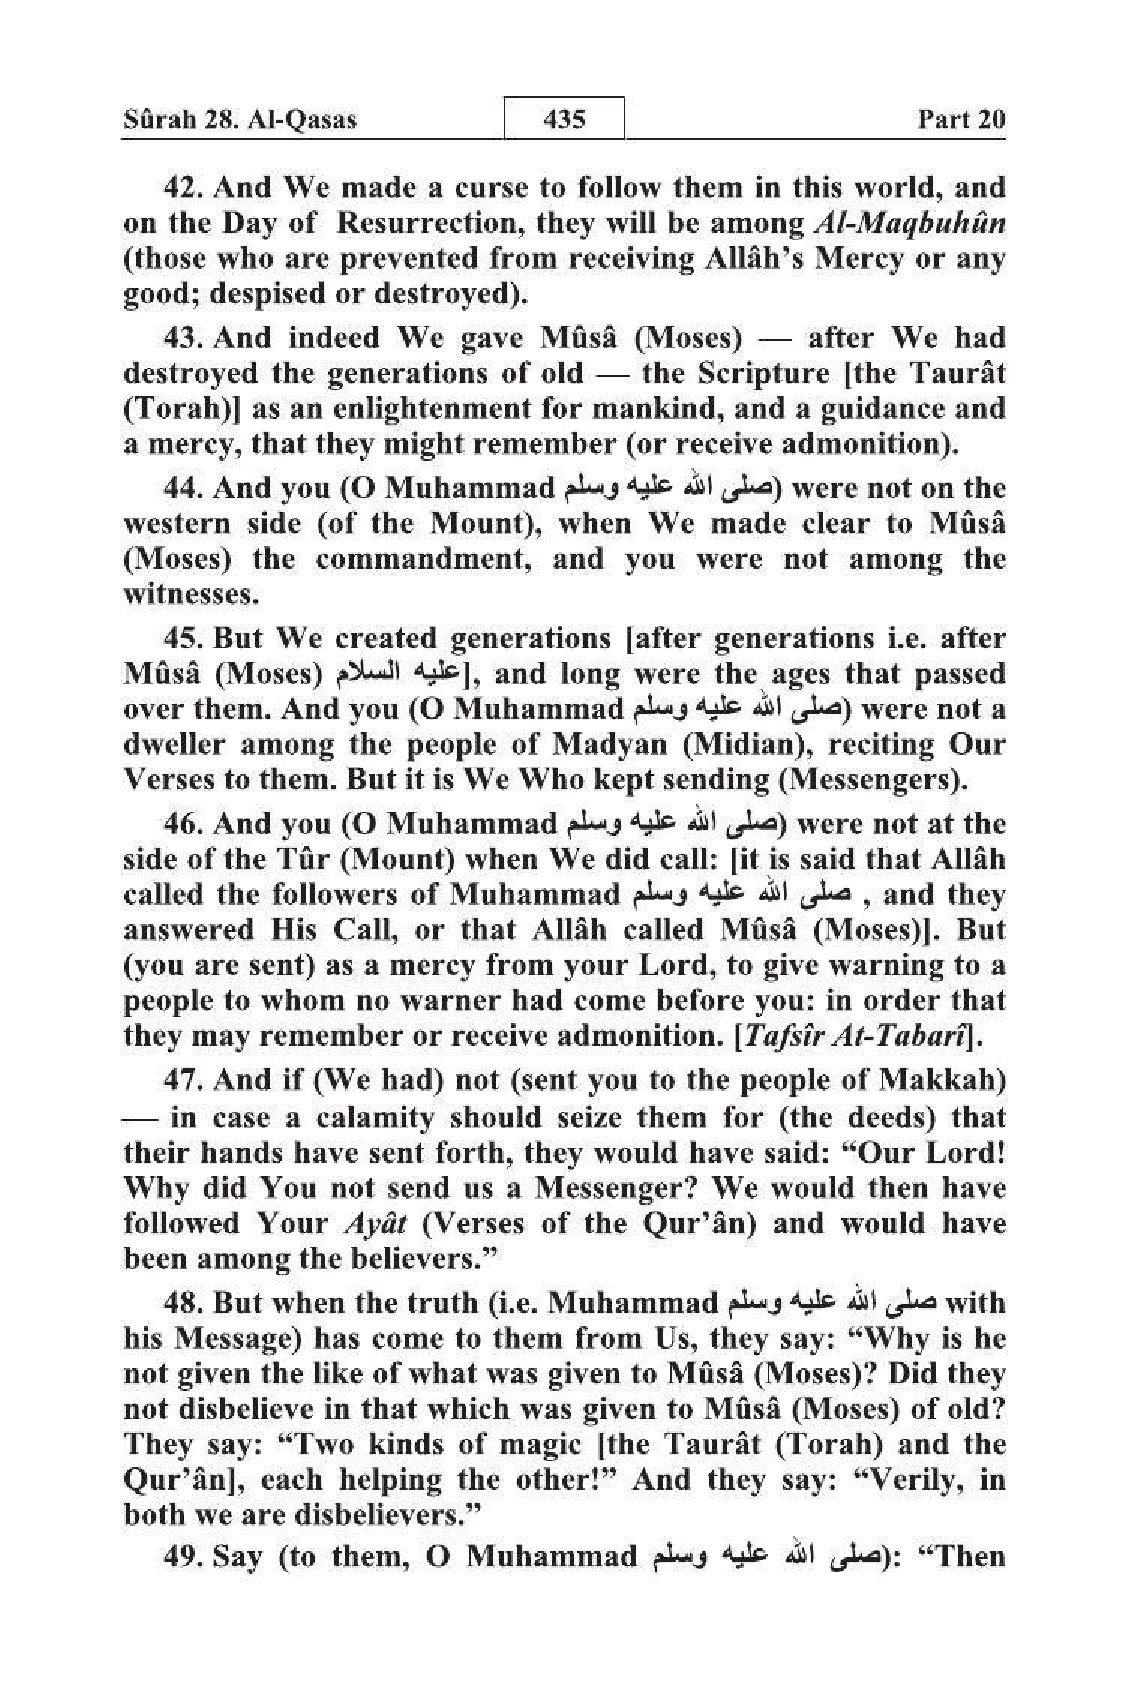 Sûrah 28. Al-Qasas 435 Part 20
42. And We made a curse to follow them in this world, and
on the Day of Resurrection, they will be among Al-Maqbuhûn
(those who are prevented from receiving Allâh’s Mercy or any
good; despised or destroyed).
43. And indeed We gave Mûsâ (Moses) — after We had
destroyed the generations of old — the Scripture [the Taurât
(Torah)] as an enlightenment for mankind, and a guidance and
a mercy, that they might remember (or receive admonition).
44. And you (O Muhammad صلى الله عليه وسلم) were not on the
western side (of the Mount), when We made clear to Mûsâ
(Moses) the commandment, and you were not among the
witnesses.
45. But We created generations [after generations i.e. after
Mûsâ (Moses) عليه السلام], and long were the ages that passed
over them. And you (O Muhammad صلى الله عليه وسلم) were not a
dweller among the people of Madyan (Midian), reciting Our
Verses to them. But it is We Who kept sending (Messengers).
46. And you (O Muhammad صلى الله عليه وسلم) were not at the
side of the Tûr (Mount) when We did call: [it is said that Allâh
called the followers of Muhammad صلى الله عليه وسلم , and they
answered His Call, or that Allâh called Mûsâ (Moses)]. But
(you are sent) as a mercy from your Lord, to give warning to a
people to whom no warner had come before you: in order that
they may remember or receive admonition. [Tafsîr At-Tabarî].
47. And if (We had) not (sent you to the people of Makkah)
— in case a calamity should seize them for (the deeds) that
their hands have sent forth, they would have said: “Our Lord!
Why did You not send us a Messenger? We would then have
followed Your Ayât (Verses of the Qur’ân) and would have
been among the believers.”
48. But when the truth (i.e. Muhammad صلى الله عليه وسلم with
his Message) has come to them from Us, they say: “Why is he
not given the like of what was given to Mûsâ (Moses)? Did they
not disbelieve in that which was given to Mûsâ (Moses) of old?
They say: “Two kinds of magic [the Taurât (Torah) and the
Qur’ân], each helping the other!” And they say: “Verily, in
both we are disbelievers.”
49. Say (to them, O Muhammad صلى الله عليه وسلم): “Then